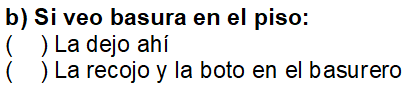 b) Si veo basura en el piso:
(    ) La dejo ahí
(    ) La recojo y la boto en el basurero